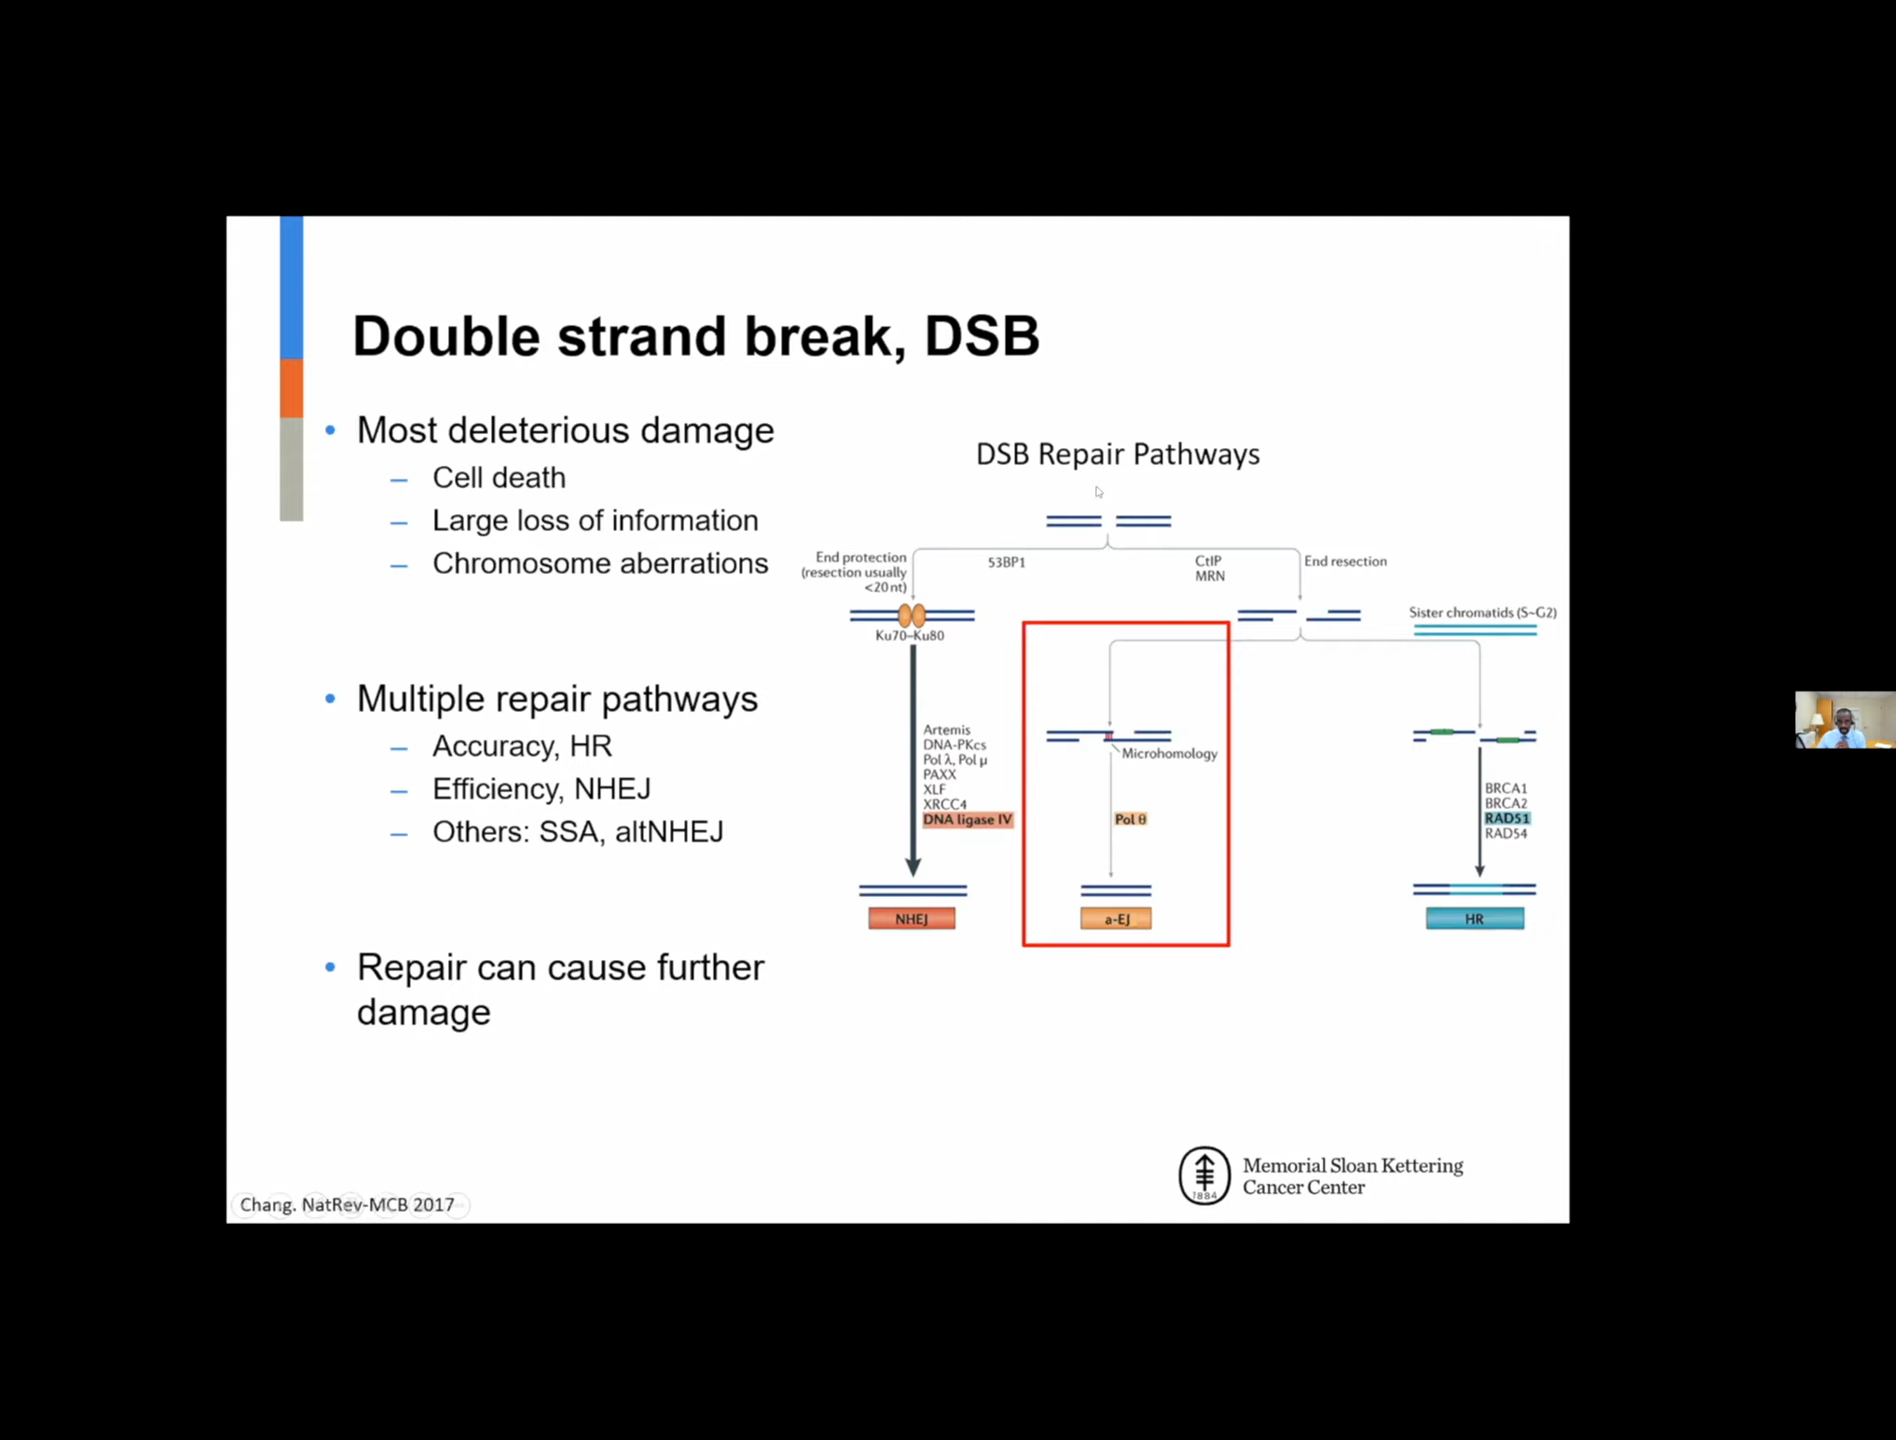 Double strand break, DSB
• Most deleterious damage
– Cell death
– Large loss of information
– Chromosome aberrations
• Multiple repair pathways
– Accuracy, HR
– Efficiency, NHEJ
– Others: SSA, altNHEJ
• Repair can cause further
damage
DSB Repair Pathways
End protection
(resection usually
<20 nt)
53BP1
CtIP
MRN
End resection
Ku70–Ku80
Sister chromatids (S–G2)
Artemis
DNA-PKcs
Pol λ, Pol μ
PAXX
XLF
XRCC4
DNA ligase IV
NHEJ
Microhomology
Pol θ
a-EJ
BRCA1
BRCA2
RAD51
RAD54
HR
Chang. NatRev-MCB 2017
1884
Memorial Sloan Kettering
Cancer Center